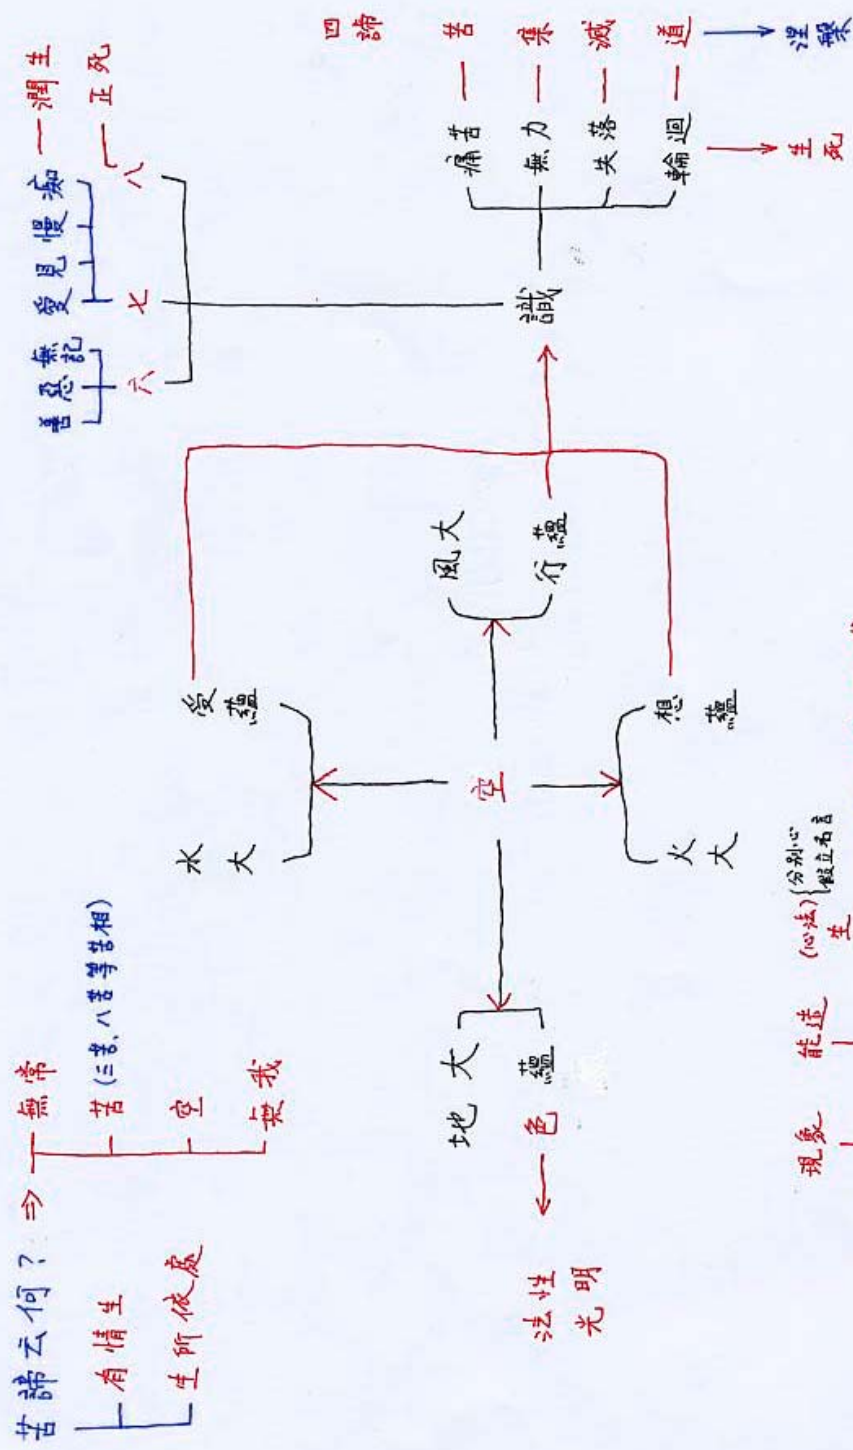 苦諦云何？⇒
有情生
生所依處
無常
苦(三苦、八苦等苦相)
空
無我
善惡無記
六
愛見慢痴
七
八
潤生
正死
水大
受蘊
地大
色蘊
法性光明
空
風大
行蘊
火大
想蘊
識
痛苦
無力
失落
輪迴
四諦
苦
集
滅
道
涅槃
生死
現象
能造
(心法)
分別心
假立名言
生